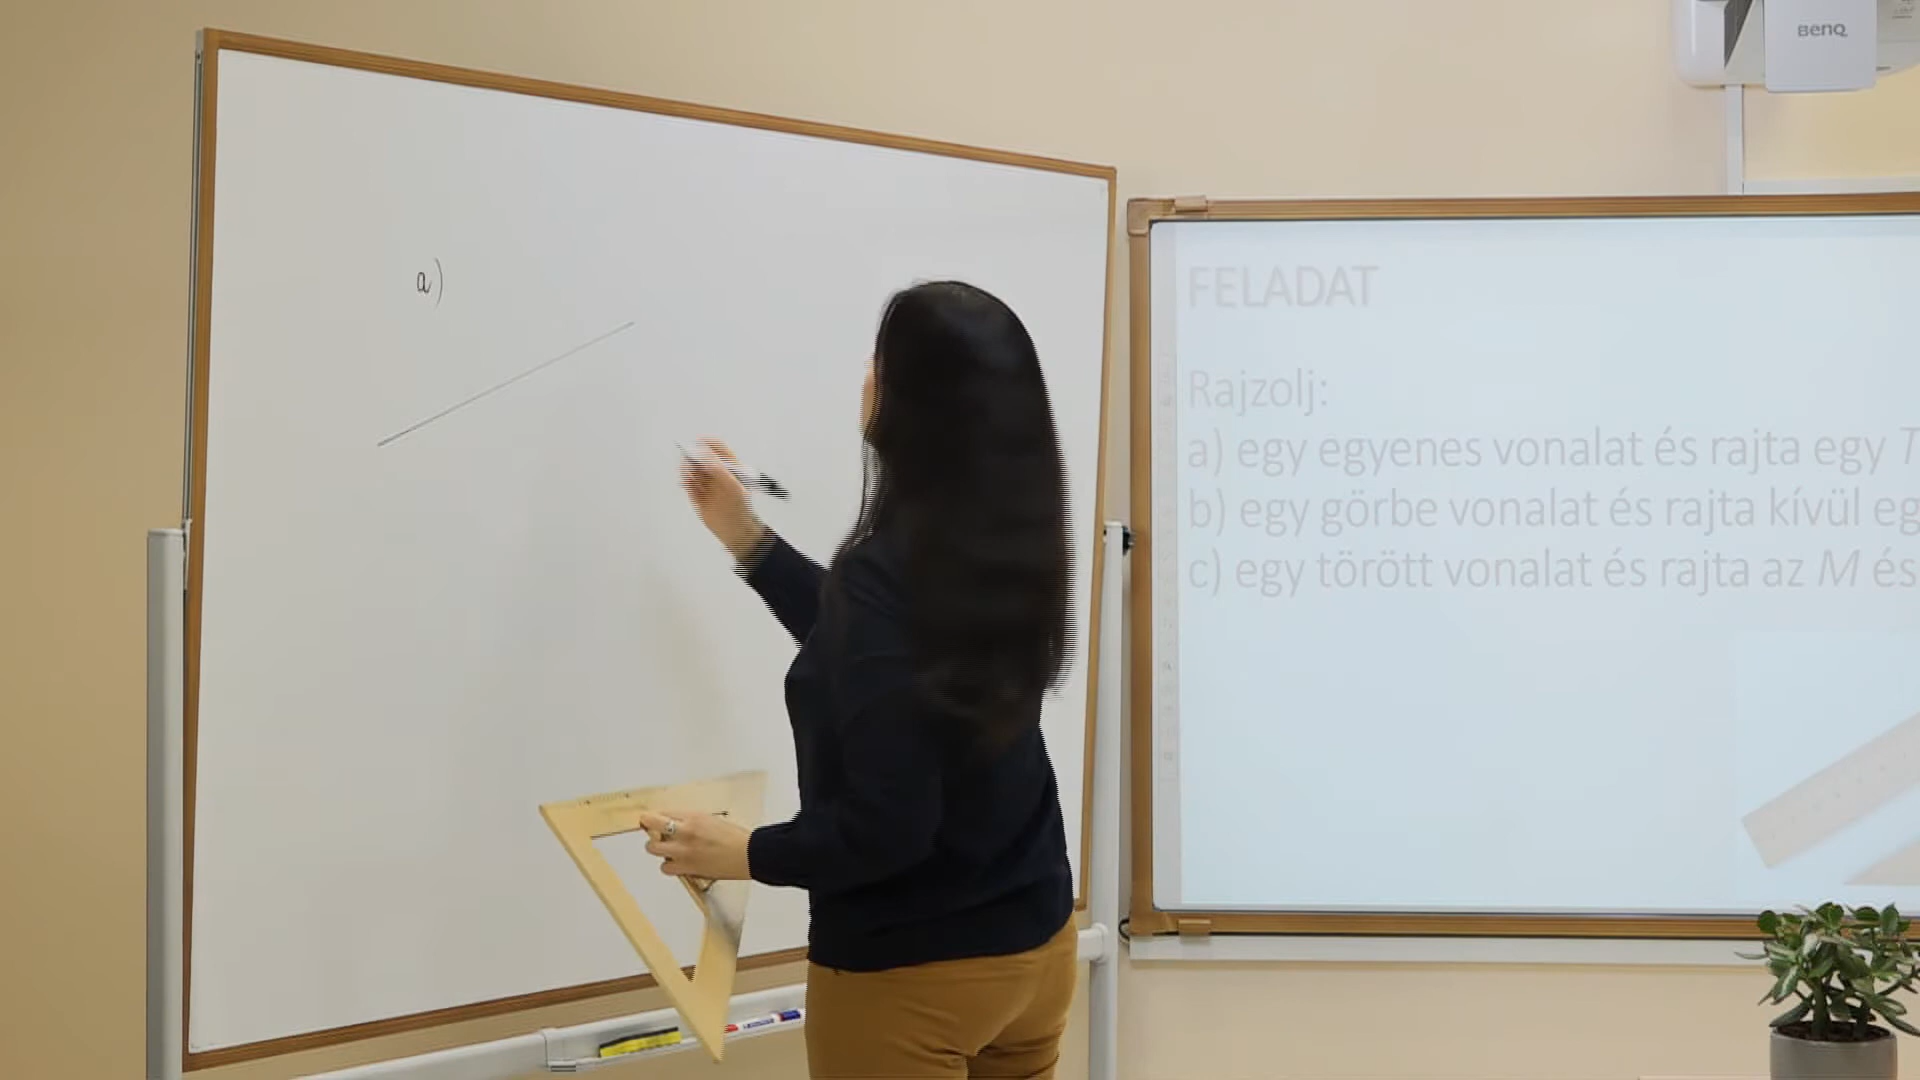 a)
BenQ
FELADAT
Rajzolj:
a) egy egyenes vonalat és rajta egy T
b) egy görbe vonalat és rajta kívül eg
c) egy törött vonalat és rajta az M és